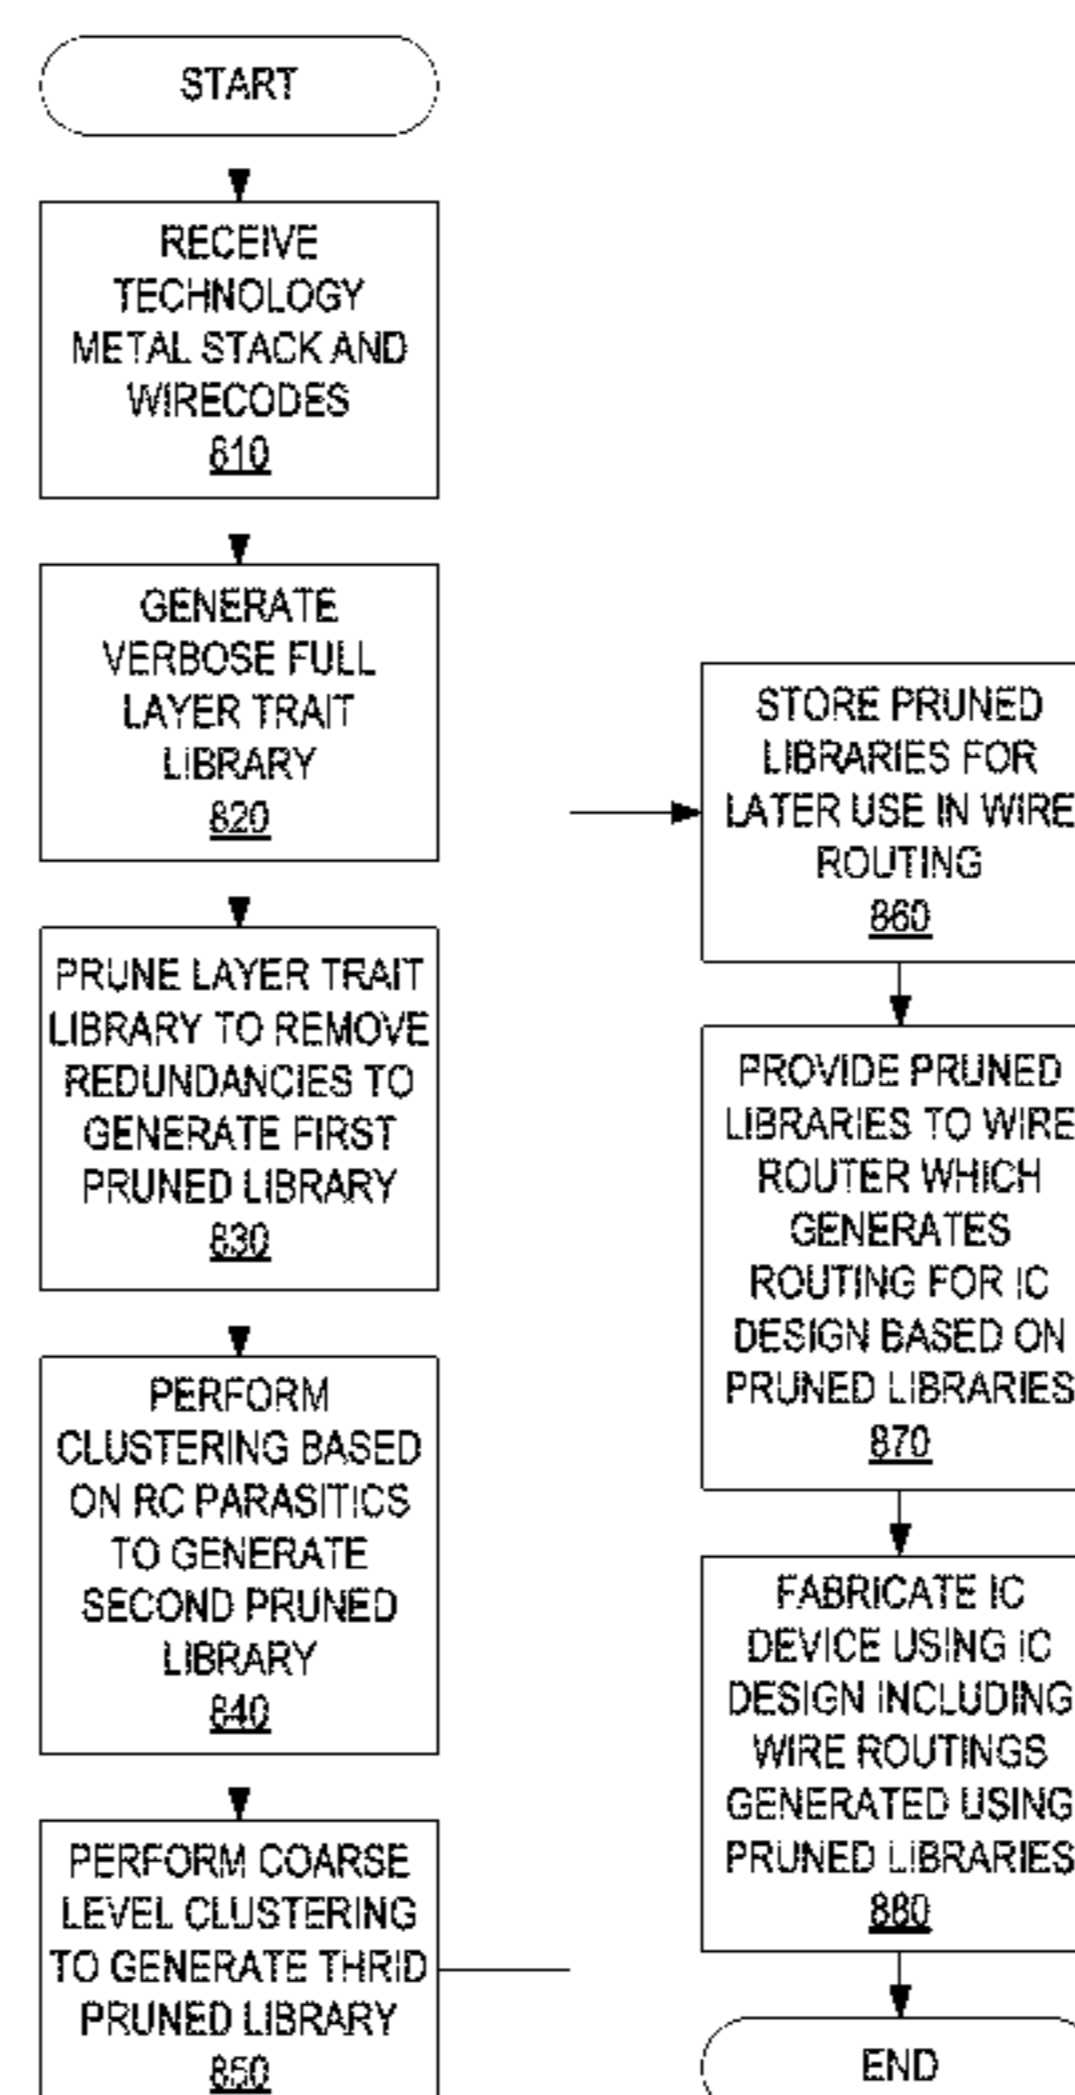 START
RECEIVE
TECHNOLOGY
METAL STACK AND
WIRECODES
810
GENERATE
VERBOSE FULL
LAYER TRAIT
LIBRARY
820
PRUNE LAYER TRAIT
LIBRARY TO REMOVE
REDUNDANCIES TO
GENERATE FIRST
PRUNED LIBRARY
830
PERFORM
CLUSTERING BASED
ON RC PARASITICS
TO GENERATE
SECOND PRUNED
LIBRARY
840
PERFORM COARSE
LEVEL CLUSTERING
TO GENERATE THRID
PRUNED LIBRARY
850
STORE PRUNED
LIBRARIES FOR
LATER USE IN WIRE
ROUTING
860
PROVIDE PRUNED
LIBRARIES TO WIRE
ROUTER WHICH
GENERATES
ROUTING FOR IC
DESIGN BASED ON
PRUNED LIBRARIES
870
FABRICATE IC
DEVICE USING IC
DESIGN INCLUDING
WIRE ROUTINGS
GENERATED USING
PRUNED LIBRARIES
880
END